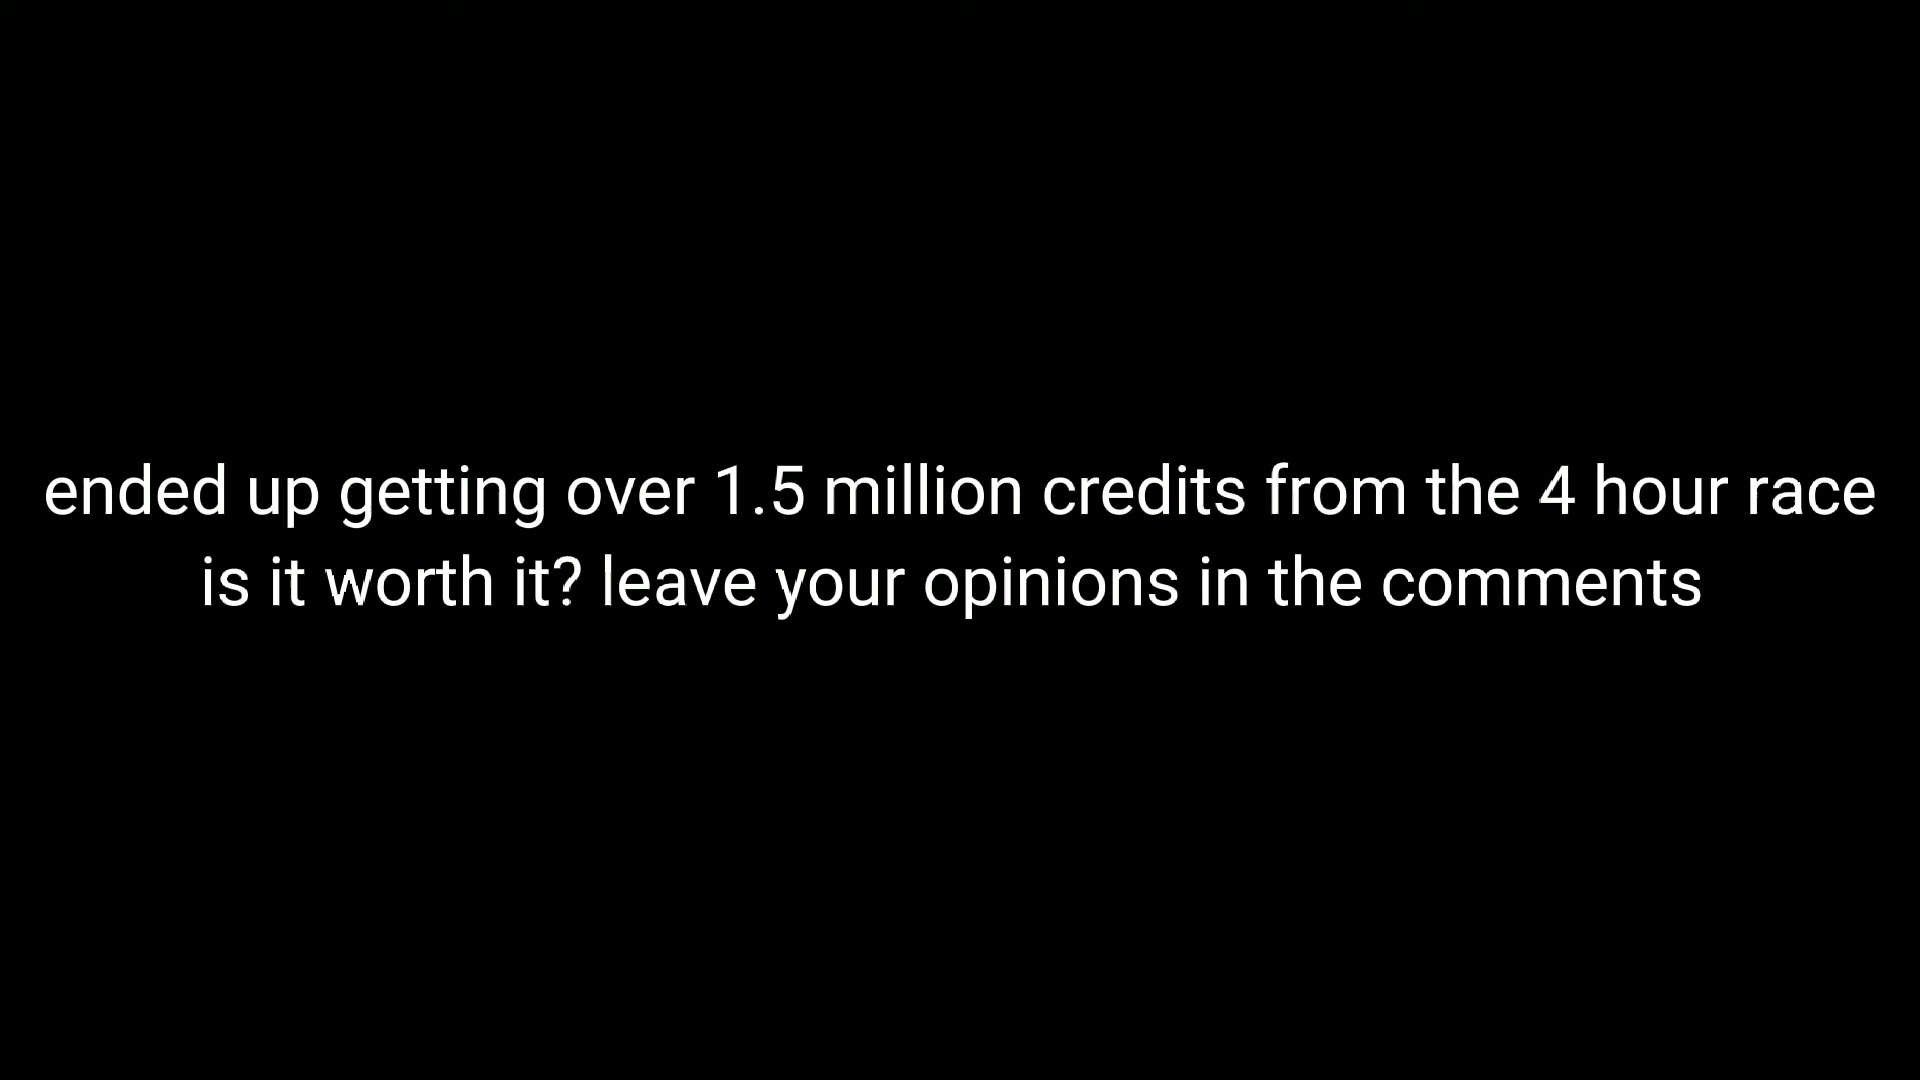 ended up getting over 1.5 million credits from the 4 hour race
is it worth it? leave your opinions in the comments